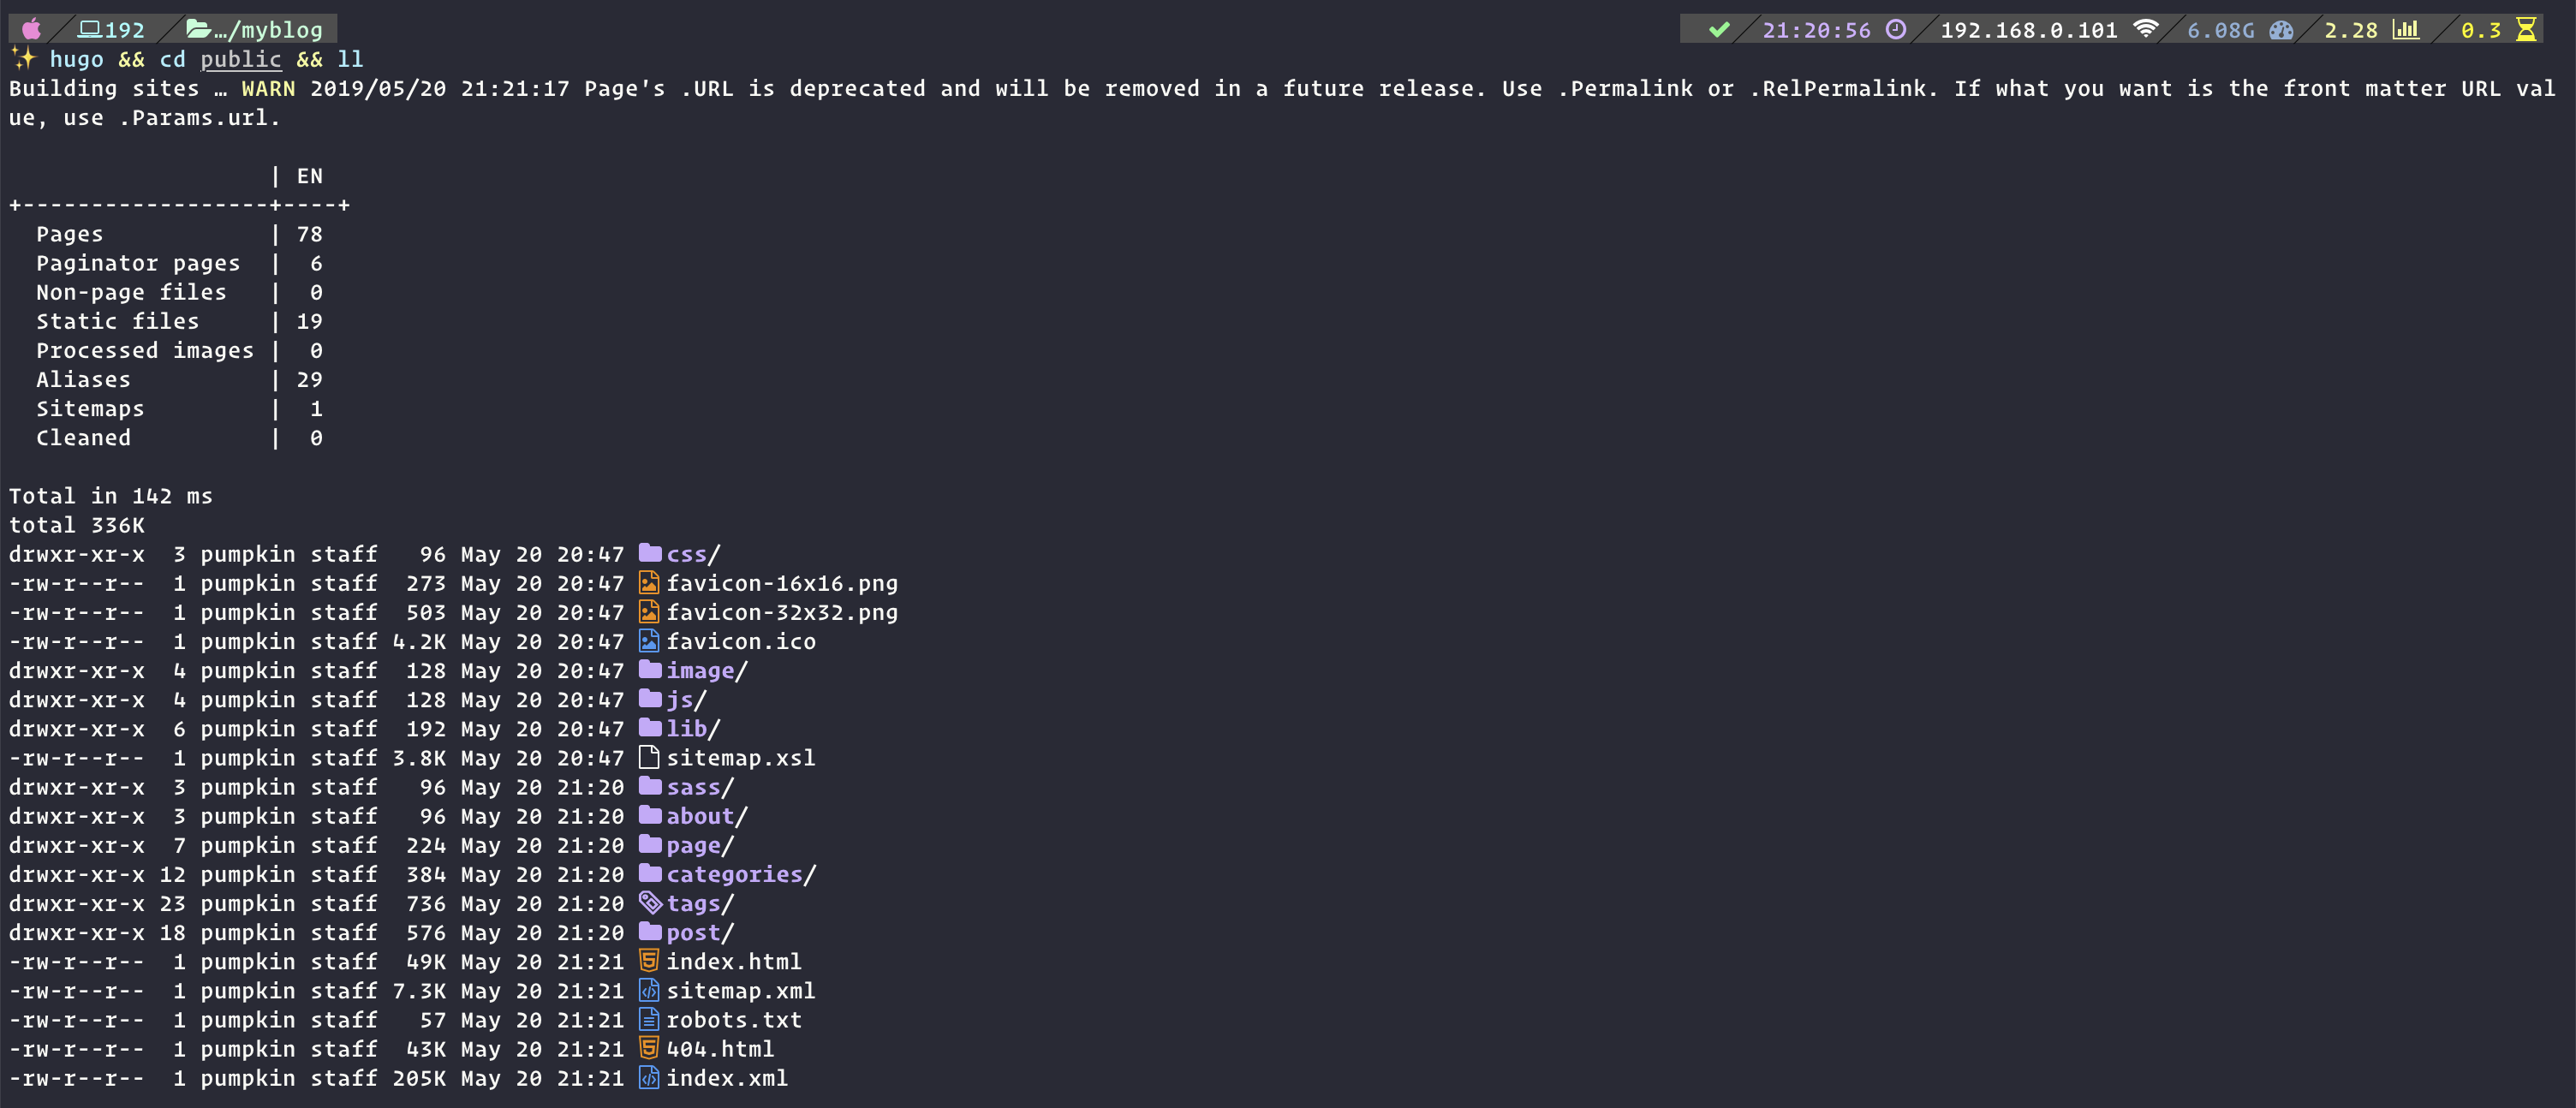 192 …/myblog 21:20:56 192.168.0.101 6.08G 2.28 0.3
hugo && cd public && ll
Building sites … WARN 2019/05/20 21:21:17 Page's .URL is deprecated and will be removed in a future release. Use .Permalink or .RelPermalink. If what you want is the front matter URL val
ue, use .Params.url.
                   | EN
+------------------+----+
  Pages            | 78
  Paginator pages  |  6
  Non-page files   |  0
  Static files     | 19
  Processed images |  0
  Aliases          | 29
  Sitemaps         |  1
  Cleaned          |  0
Total in 142 ms
total 336K
drwxr-xr-x  3 pumpkin staff   96 May 20 20:47 css/
-rw-r--r--  1 pumpkin staff  273 May 20 20:47 favicon-16x16.png
-rw-r--r--  1 pumpkin staff  503 May 20 20:47 favicon-32x32.png
-rw-r--r--  1 pumpkin staff 4.2K May 20 20:47 favicon.ico
drwxr-xr-x  4 pumpkin staff  128 May 20 20:47 image/
drwxr-xr-x  4 pumpkin staff  128 May 20 20:47 js/
drwxr-xr-x  6 pumpkin staff  192 May 20 20:47 lib/
-rw-r--r--  1 pumpkin staff 3.8K May 20 20:47 sitemap.xsl
drwxr-xr-x  3 pumpkin staff   96 May 20 21:20 sass/
drwxr-xr-x  3 pumpkin staff   96 May 20 21:20 about/
drwxr-xr-x  7 pumpkin staff  224 May 20 21:20 page/
drwxr-xr-x 12 pumpkin staff  384 May 20 21:20 categories/
drwxr-xr-x 23 pumpkin staff  736 May 20 21:20 tags/
drwxr-xr-x 18 pumpkin staff  576 May 20 21:20 post/
-rw-r--r--  1 pumpkin staff  49K May 20 21:21 index.html
-rw-r--r--  1 pumpkin staff 7.3K May 20 21:21 sitemap.xml
-rw-r--r--  1 pumpkin staff   57 May 20 21:21 robots.txt
-rw-r--r--  1 pumpkin staff  43K May 20 21:21 404.html
-rw-r--r--  1 pumpkin staff 205K May 20 21:21 index.xml